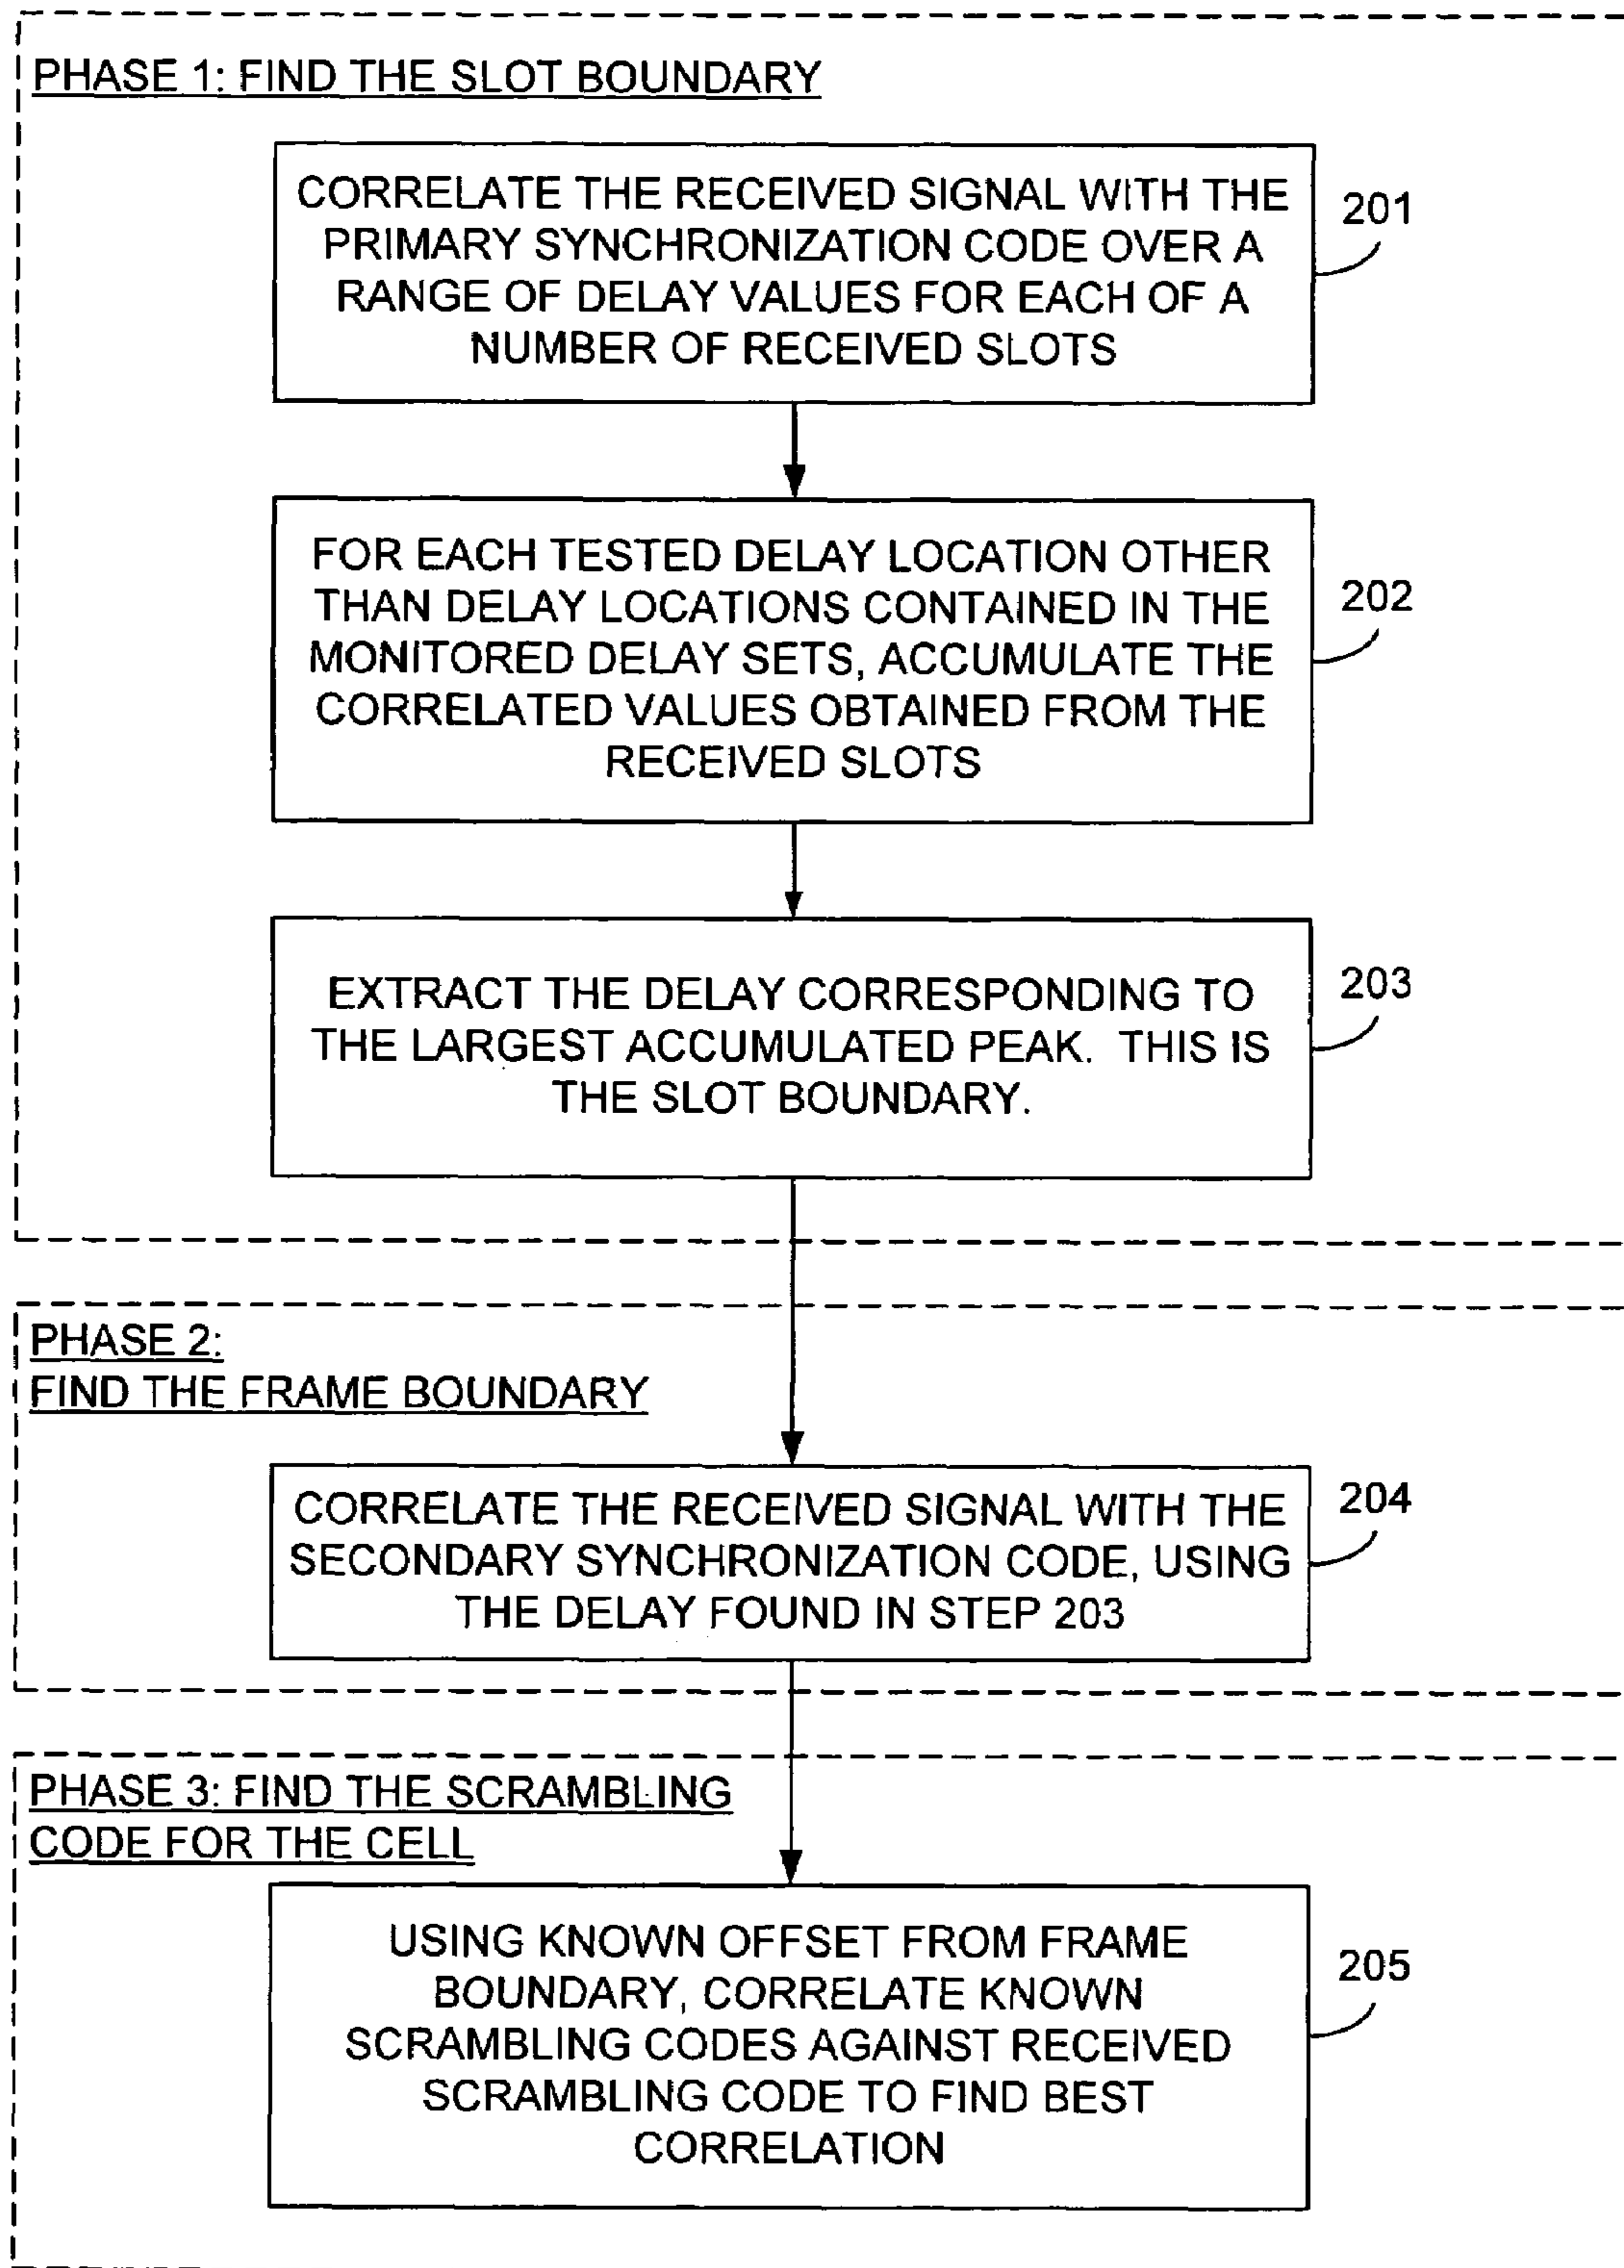 PHASE 1: FIND THE SLOT BOUNDARY
CORRELATE THE RECEIVED SIGNAL WITH THE
PRIMARY SYNCHRONIZATION CODE OVER A
RANGE OF DELAY VALUES FOR EACH OF A
NUMBER OF RECEIVED SLOTS
201
FOR EACH TESTED DELAY LOCATION OTHER
THAN DELAY LOCATIONS CONTAINED IN THE
MONITORED DELAY SETS, ACCUMULATE THE
CORRELATED VALUES OBTAINED FROM THE
RECEIVED SLOTS
202
EXTRACT THE DELAY CORRESPONDING TO
THE LARGEST ACCUMULATED PEAK. THIS IS
THE SLOT BOUNDARY.
203
PHASE 2:
FIND THE FRAME BOUNDARY
CORRELATE THE RECEIVED SIGNAL WITH THE
SECONDARY SYNCHRONIZATION CODE, USING
THE DELAY FOUND IN STEP 203
204
PHASE 3: FIND THE SCRAMBLING
CODE FOR THE CELL
USING KNOWN OFFSET FROM FRAME
BOUNDARY, CORRELATE KNOWN
SCRAMBLING CODES AGAINST RECEIVED
SCRAMBLING CODE TO FIND BEST
CORRELATION
205